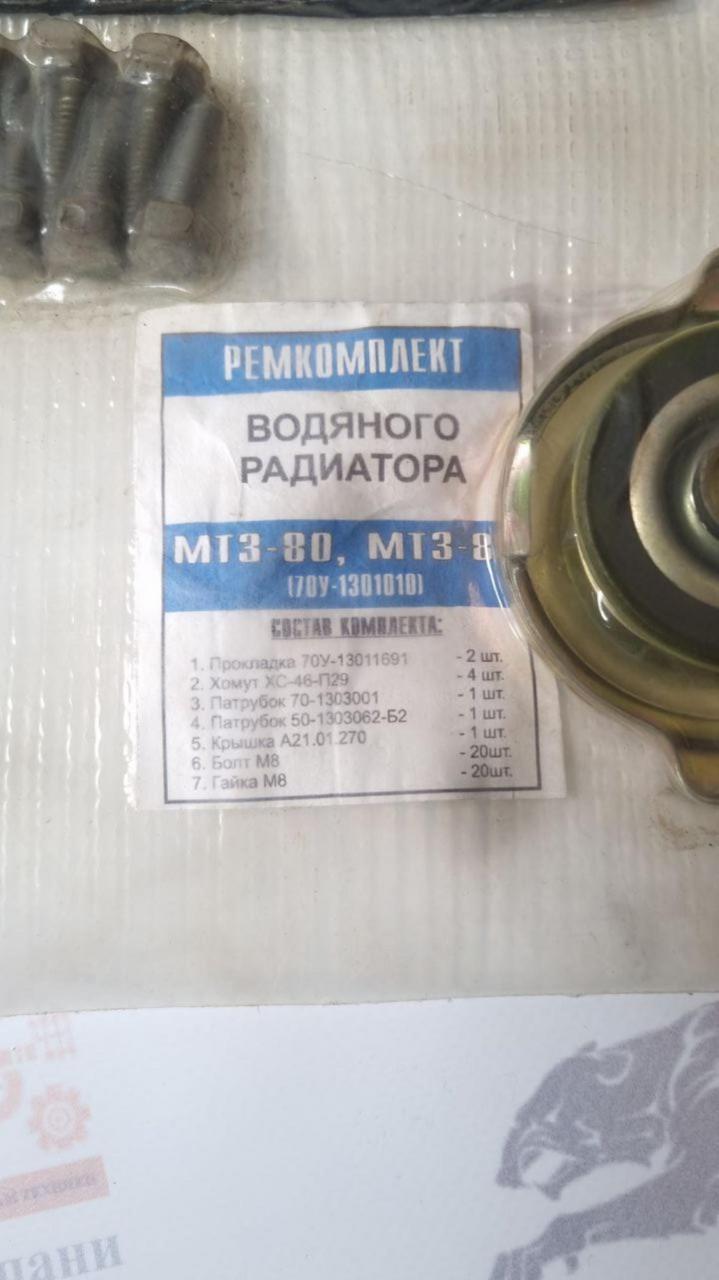 РЕМКОМПЛЕКТ
ВОДЯНОГО
РАДИАТОРА
МТЗ-80, МТЗ-8
(70У-1301010)
СОСТАВ КОМПЛЕКТА:
1. Прокладка 70У-13011691 - 2 шт.
2. Хомут ХС-46-П29 - 4 шт.
3. Патрубок 70-1303001 - 1 шт.
4. Патрубок 50-1303062-Б2 - 1 шт.
5. Крышка А21.01.270 - 1 шт.
6. Болт М8 - 20шт.
7. Гайка М8 - 20шт.